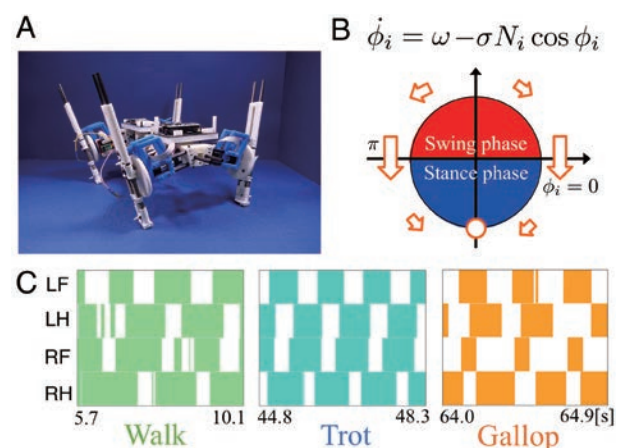 A
B
φ̇ᵢ = ω − σNᵢ cos φᵢ
π
Swing phase
Stance phase
φᵢ = 0
C
LF
LH
RF
RH
5.7 10.1
44.8 48.3
64.0 64.9[s]
Walk
Trot
Gallop